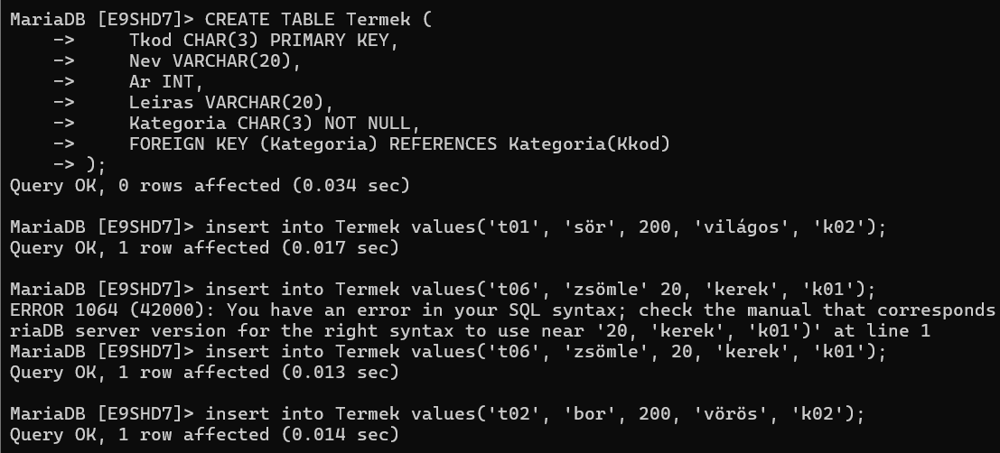 MariaDB [E9SHD7]> CREATE TABLE Termek (
    ->     Tkod CHAR(3) PRIMARY KEY,
    ->     Nev VARCHAR(20),
    ->     Ar INT,
    ->     Leiras VARCHAR(20),
    ->     Kategoria CHAR(3) NOT NULL,
    ->     FOREIGN KEY (Kategoria) REFERENCES Kategoria(Kkod)
    -> );
Query OK, 0 rows affected (0.034 sec)

MariaDB [E9SHD7]> insert into Termek values('t01', 'sör', 200, 'világos', 'k02');
Query OK, 1 row affected (0.017 sec)

MariaDB [E9SHD7]> insert into Termek values('t06', 'zsömle' 20, 'kerek', 'k01');
ERROR 1064 (42000): You have an error in your SQL syntax; check the manual that corresponds
riaDB server version for the right syntax to use near '20, 'kerek', 'k01')' at line 1
MariaDB [E9SHD7]> insert into Termek values('t06', 'zsömle', 20, 'kerek', 'k01');
Query OK, 1 row affected (0.013 sec)

MariaDB [E9SHD7]> insert into Termek values('t02', 'bor', 200, 'vörös', 'k02');
Query OK, 1 row affected (0.014 sec)